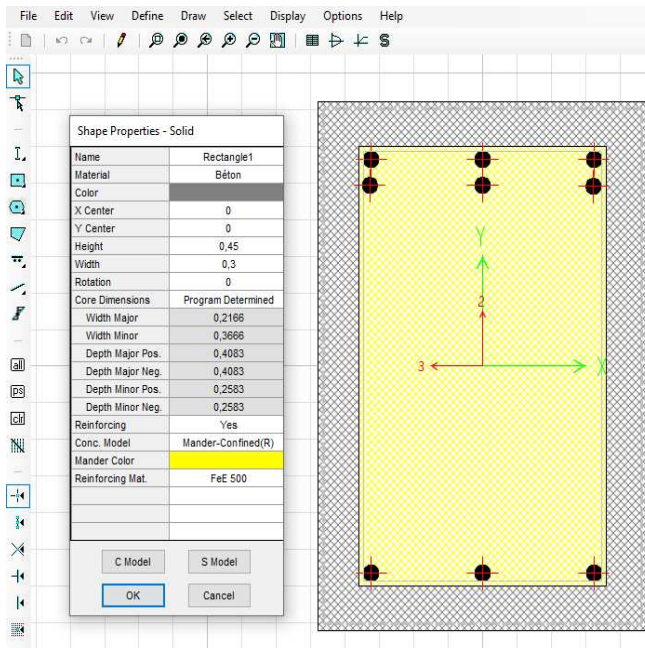 File Edit View Define Draw Select Display Options Help
S
Shape Properties - Solid
Name Rectangle1
Material Béton
Color
X Center 0
Y Center 0
Height 0,45
Width 0,3
Rotation 0
Core Dimensions Program Determined
Width Major 0,2166
Width Minor 0,3666
Depth Major Pos. 0,4083
Depth Major Neg. 0,4083
Depth Minor Pos. 0,2583
Depth Minor Neg. 0,2583
Reinforcing Yes
Conc. Model Mander-Confined(R)
Mander Color
Reinforcing Mat. FeE 500
C Model S Model
OK Cancel
all
ps
clr
Y
2
3
X